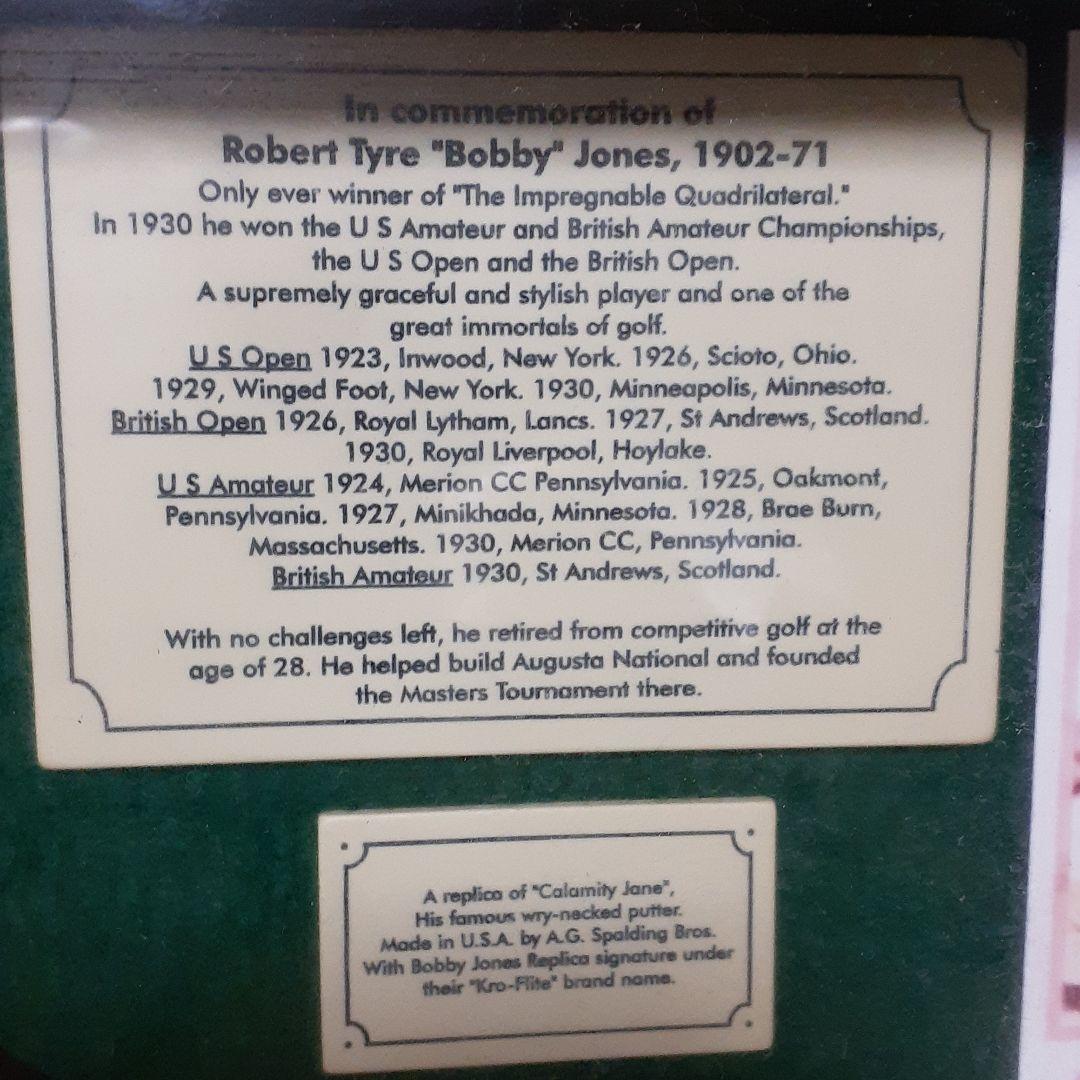 In commemoration of
Robert Tyre "Bobby" Jones, 1902-71
Only ever winner of "The Impregnable Quadrilateral."
In 1930 he won the U S Amateur and British Amateur Championships,
the U S Open and the British Open.
A supremely graceful and stylish player and one of the
great immortals of golf.
U S Open 1923, Inwood, New York. 1926, Scioto, Ohio.
1929, Winged Foot, New York. 1930, Minneapolis, Minnesota.
British Open 1926, Royal Lytham, Lancs. 1927, St Andrews, Scotland.
1930, Royal Liverpool, Hoylake.
U S Amateur 1924, Merion CC Pennsylvania. 1925, Oakmont,
Pennsylvania. 1927, Minikhada, Minnesota. 1928, Brae Burn,
Massachusetts. 1930, Merion CC, Pennsylvania.
British Amateur 1930, St Andrews, Scotland.
With no challenges left, he retired from competitive golf at the
age of 28. He helped build Augusta National and founded
the Masters Tournament there.
A replica of "Calamity Jane",
His famous wry-necked putter.
Made in U.S.A. by A.G. Spalding Bros.
With Bobby Jones Replica signature under
their "Kro-Flite" brand name.